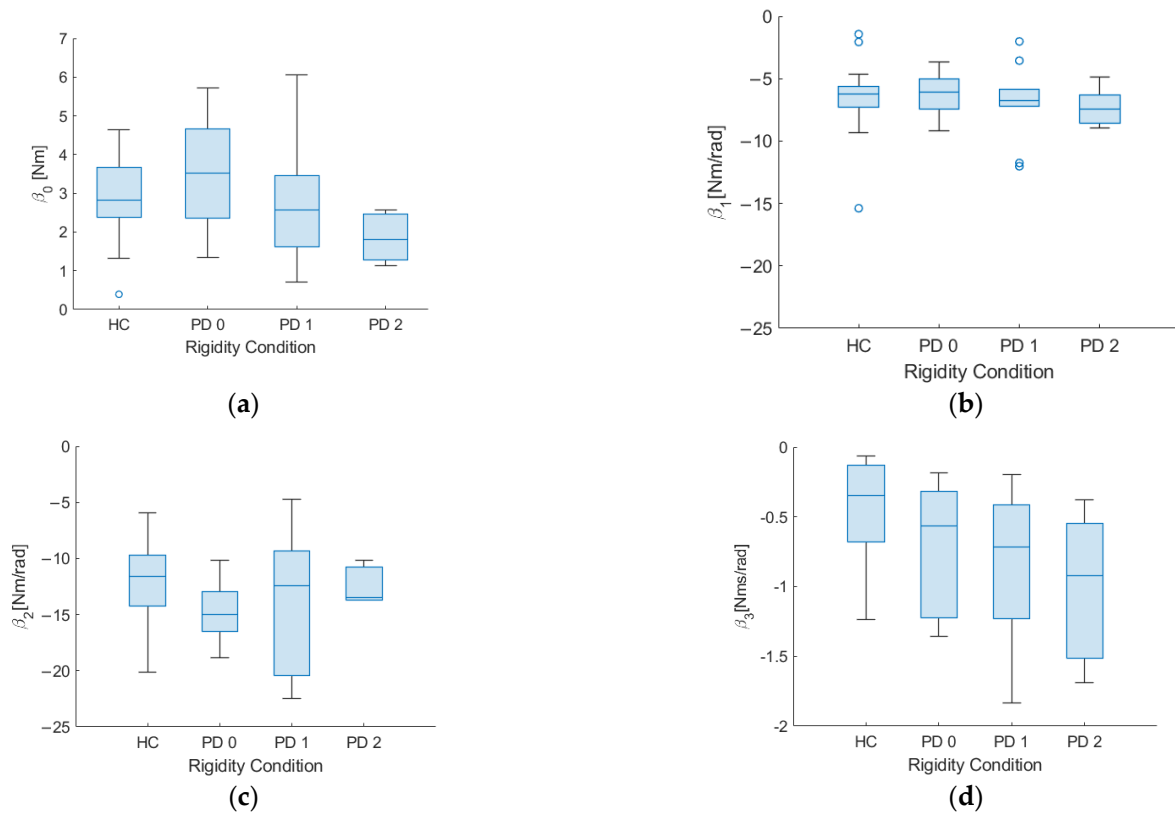 7
6
5
4
3
2
1
0
β0 [Nm]
HC PD 0 PD 1 PD 2
Rigidity Condition
(a)
0
−5
−10
−15
−20
−25
β1[Nm/rad]
HC PD 0 PD 1 PD 2
Rigidity Condition
(b)
0
−5
−10
−15
−20
−25
β2[Nm/rad]
HC PD 0 PD 1 PD 2
Rigidity Condition
(c)
0
-0.5
-1
-1.5
-2
β3[Nms/rad]
HC PD 0 PD 1 PD 2
Rigidity Condition
(d)